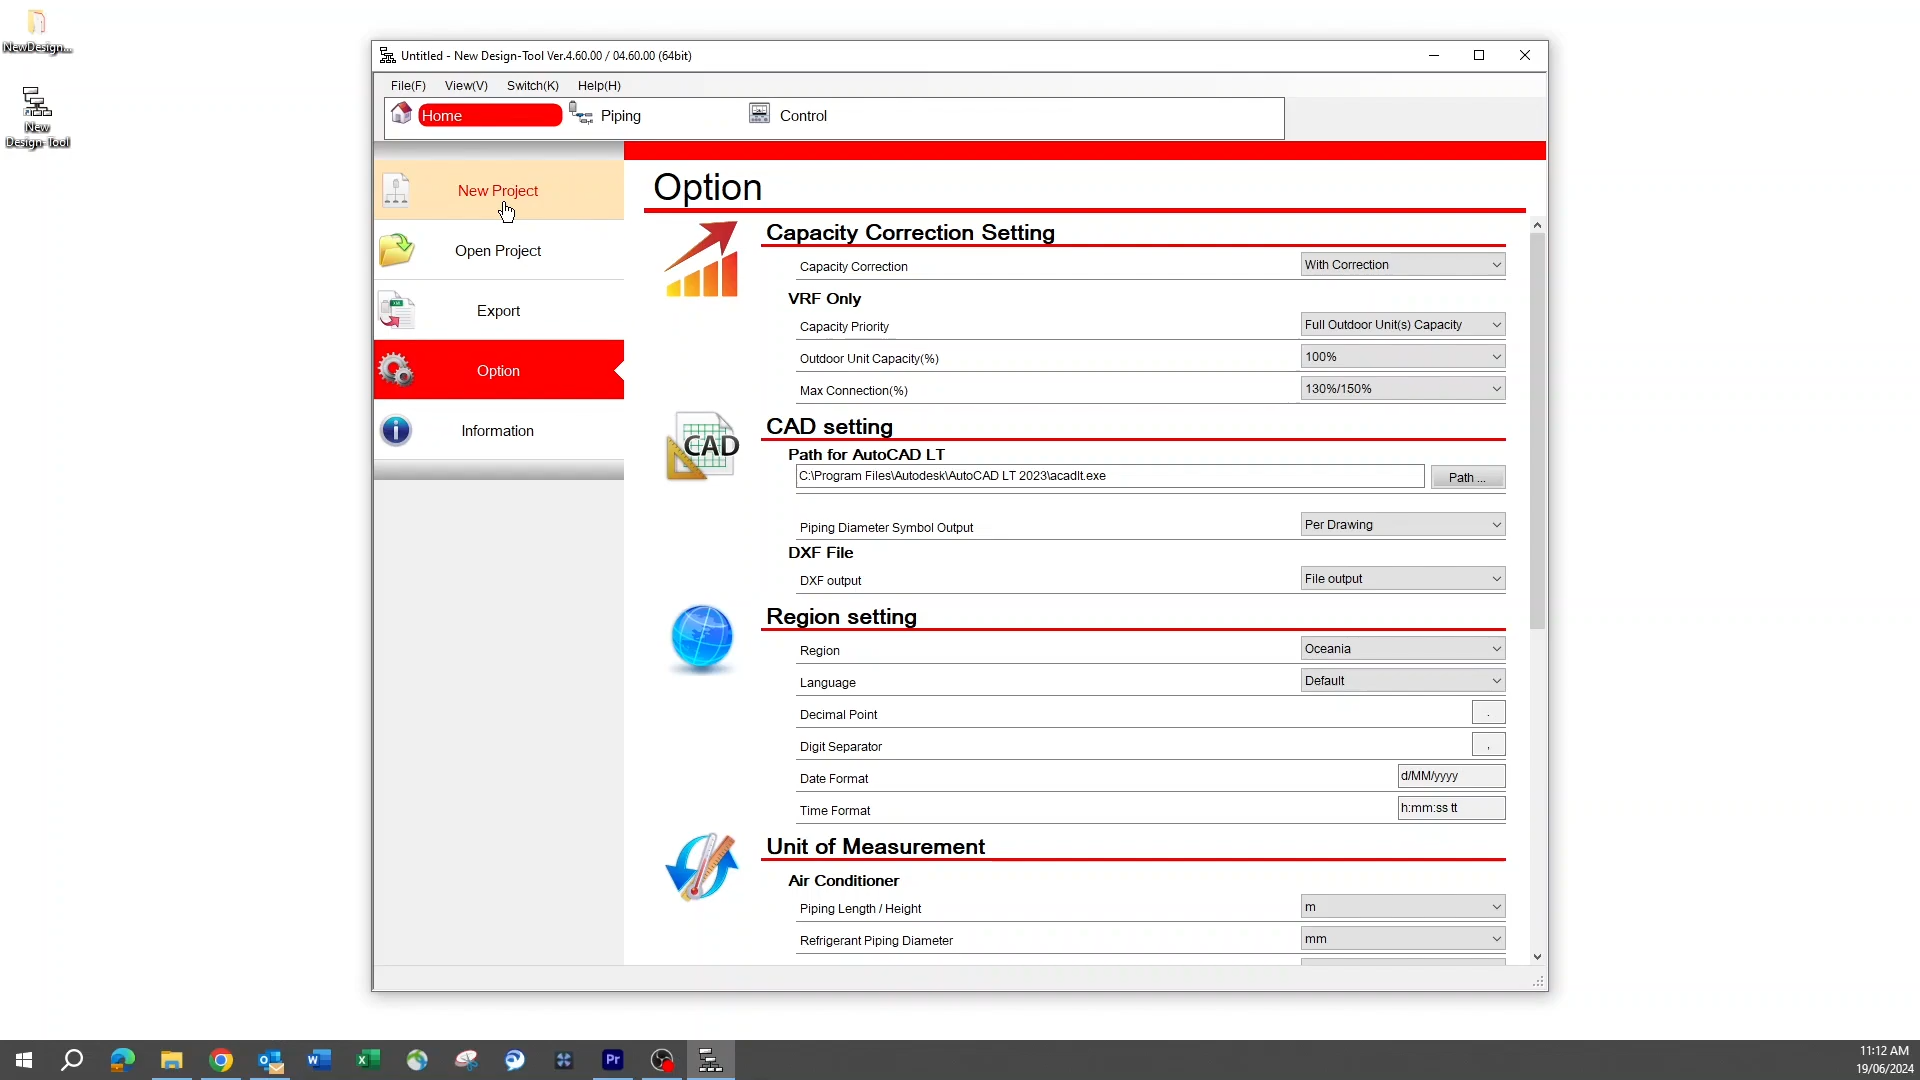 NewDesign...
New
Design-Tool
Untitled - New Design-Tool Ver.4.60.00 / 04.60.00 (64bit)
File(F) View(V) Switch(K) Help(H)
Home Piping Control
New Project
Open Project
Export
Option
Information
Option
Capacity Correction Setting
Capacity Correction With Correction
VRF Only
Capacity Priority Full Outdoor Unit(s) Capacity
Outdoor Unit Capacity(%) 100%
Max Connection(%) 130%/150%
CAD
CAD setting
Path for AutoCAD LT
C:\Program Files\Autodesk\AutoCAD LT 2023\acadlt.exe Path ...
Piping Diameter Symbol Output Per Drawing
DXF File
DXF output File output
Region setting
Region Oceania
Language Default
Decimal Point .
Digit Separator ,
Date Format d/MM/yyyy
Time Format h:mm:ss tt
Unit of Measurement
Air Conditioner
Piping Length / Height m
Refrigerant Piping Diameter mm
Pr
11:12 AM
19/06/2024